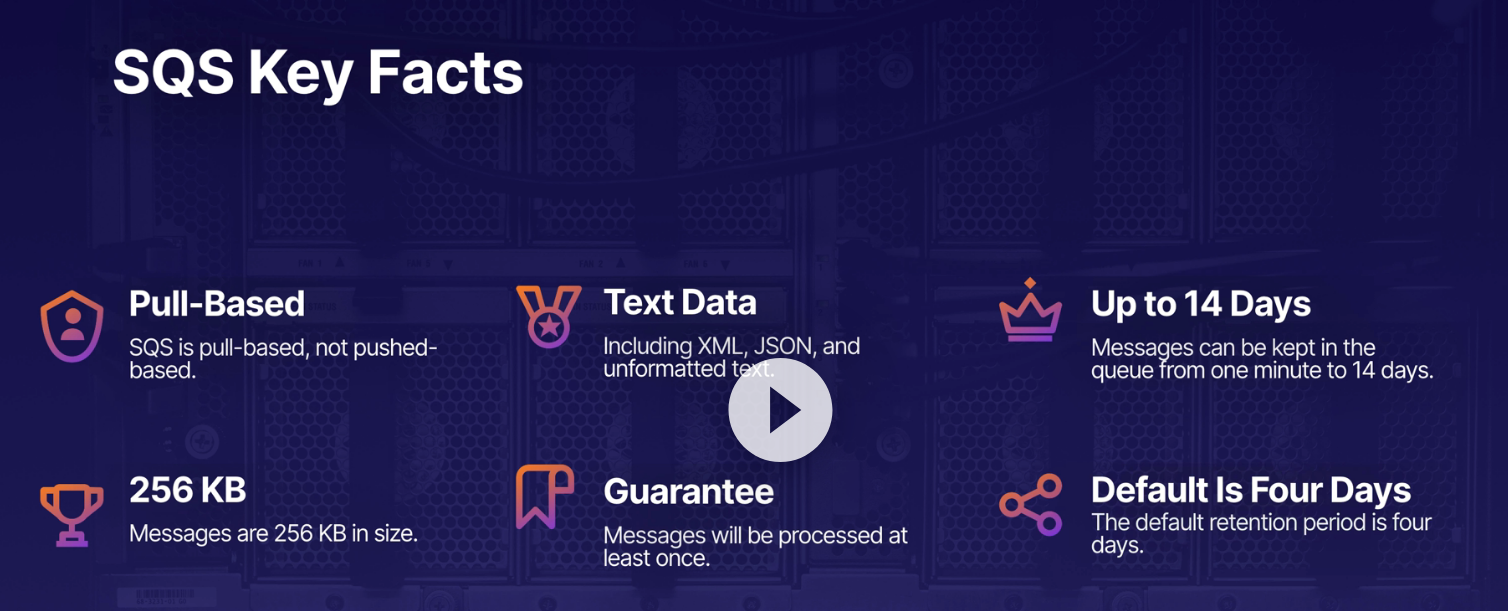 SQS Key Facts
Pull-Based
SQS is pull-based, not pushed-
based.
Text Data
Including XML, JSON, and
unformatted text.
Up to 14 Days
Messages can be kept in the
queue from one minute to 14 days.
256 KB
Messages are 256 KB in size.
Guarantee
Messages will be processed at
least once.
Default Is Four Days
The default retention period is four
days.